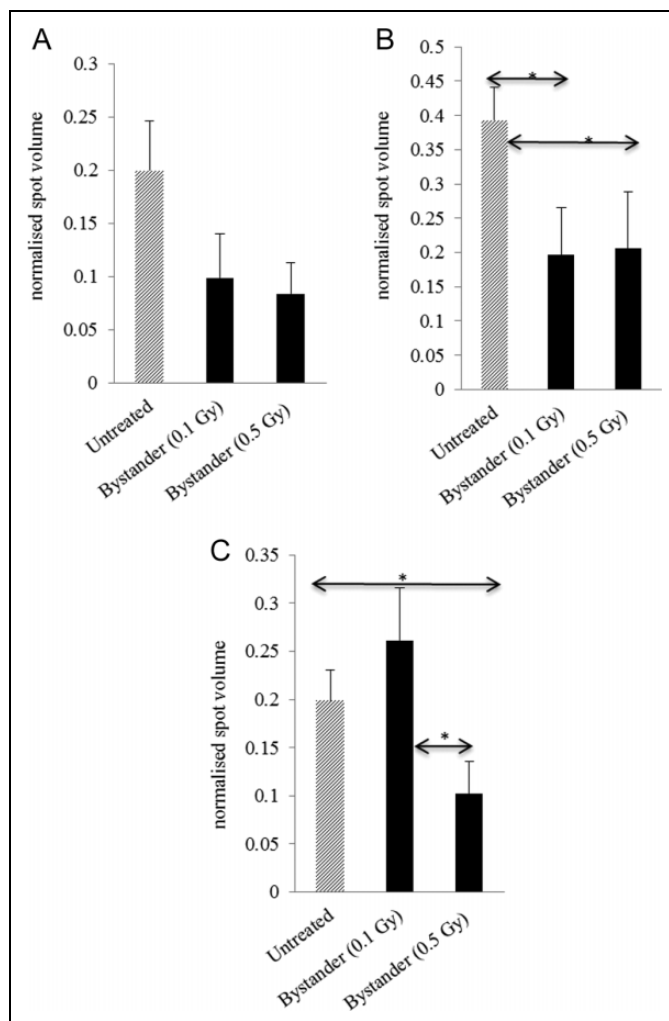 A
normalised spot volume
0.25
0.2
0.15
0.1
0.05
0
Untreated
Bystander (0.1 Gy)
Bystander (0.5 Gy)
B
normalised spot volume
0.5
0.45
0.4
0.35
0.3
0.25
0.2
0.15
0.1
0.05
0
*
*
Untreated
Bystander (0.1 Gy)
Bystander (0.5 Gy)
C
normalised spot volume
0.35
0.3
0.25
0.2
0.15
0.1
0.05
0
*
*
Untreated
Bystander (0.1 Gy)
Bystander (0.5 Gy)